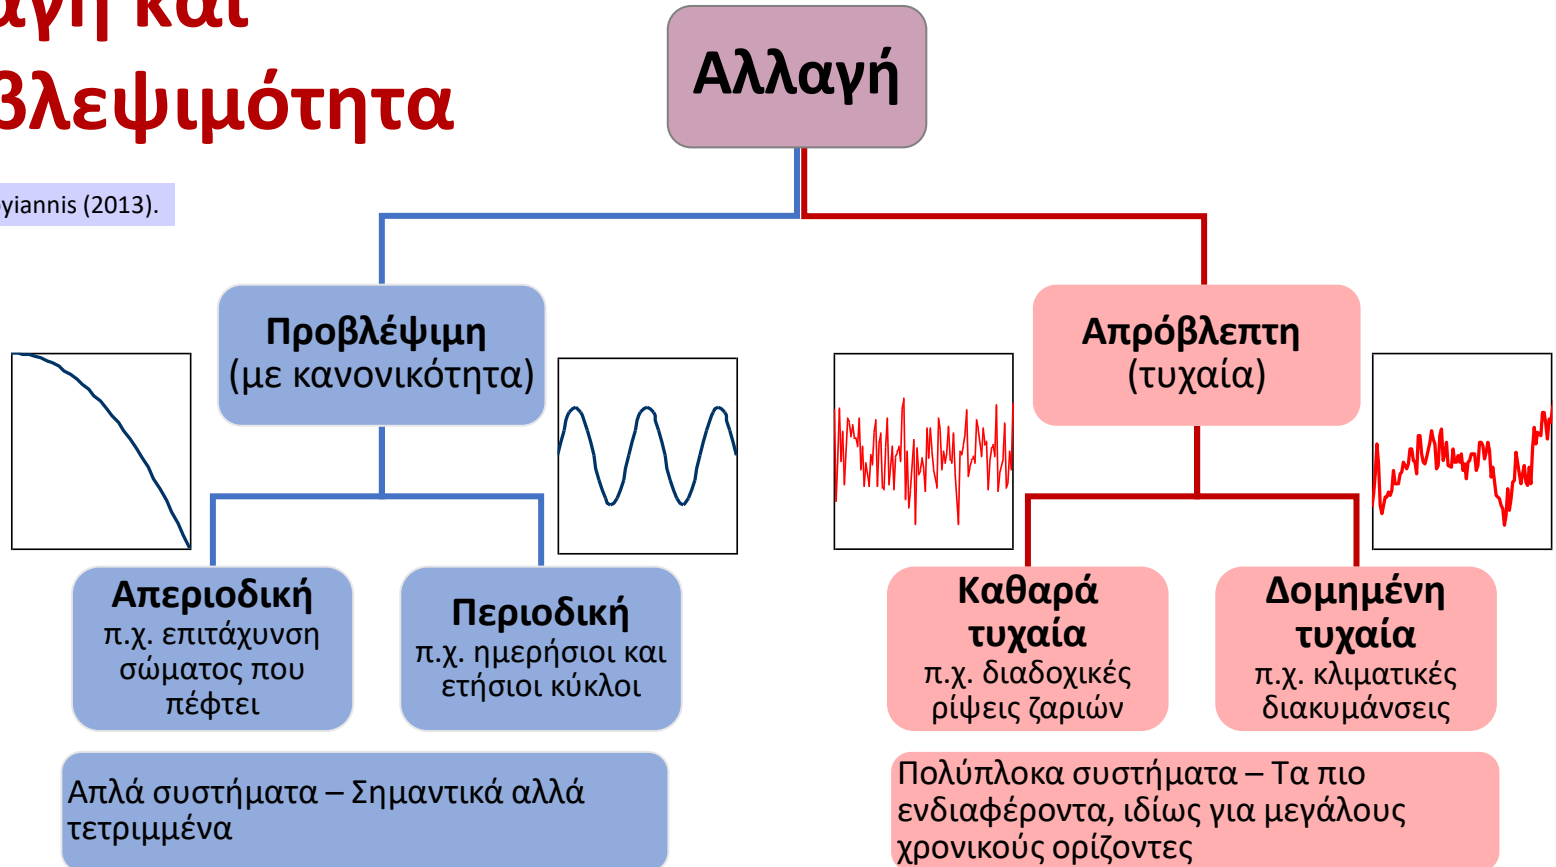 και
βλεψιμότητα
(2013).
Αλλαγή
Προβλέψιμη
(με κανονικότητα)
Απρόβλεπτη
(τυχαία)
Απεριοδική
π.χ. επιτάχυνση
σώματος που
πέφτει
Περιοδική
π.χ. ημερήσιοι και
ετήσιοι κύκλοι
Καθαρά
τυχαία
π.χ. διαδοχικές
ρίψεις ζαριών
Δομημένη
τυχαία
π.χ. κλιματικές
διακυμάνσεις
Απλά συστήματα – Σημαντικά αλλά
τετριμμένα
Πολύπλοκα συστήματα – Τα πιο
ενδιαφέροντα, ιδίως για μεγάλους
χρονικούς ορίζοντες